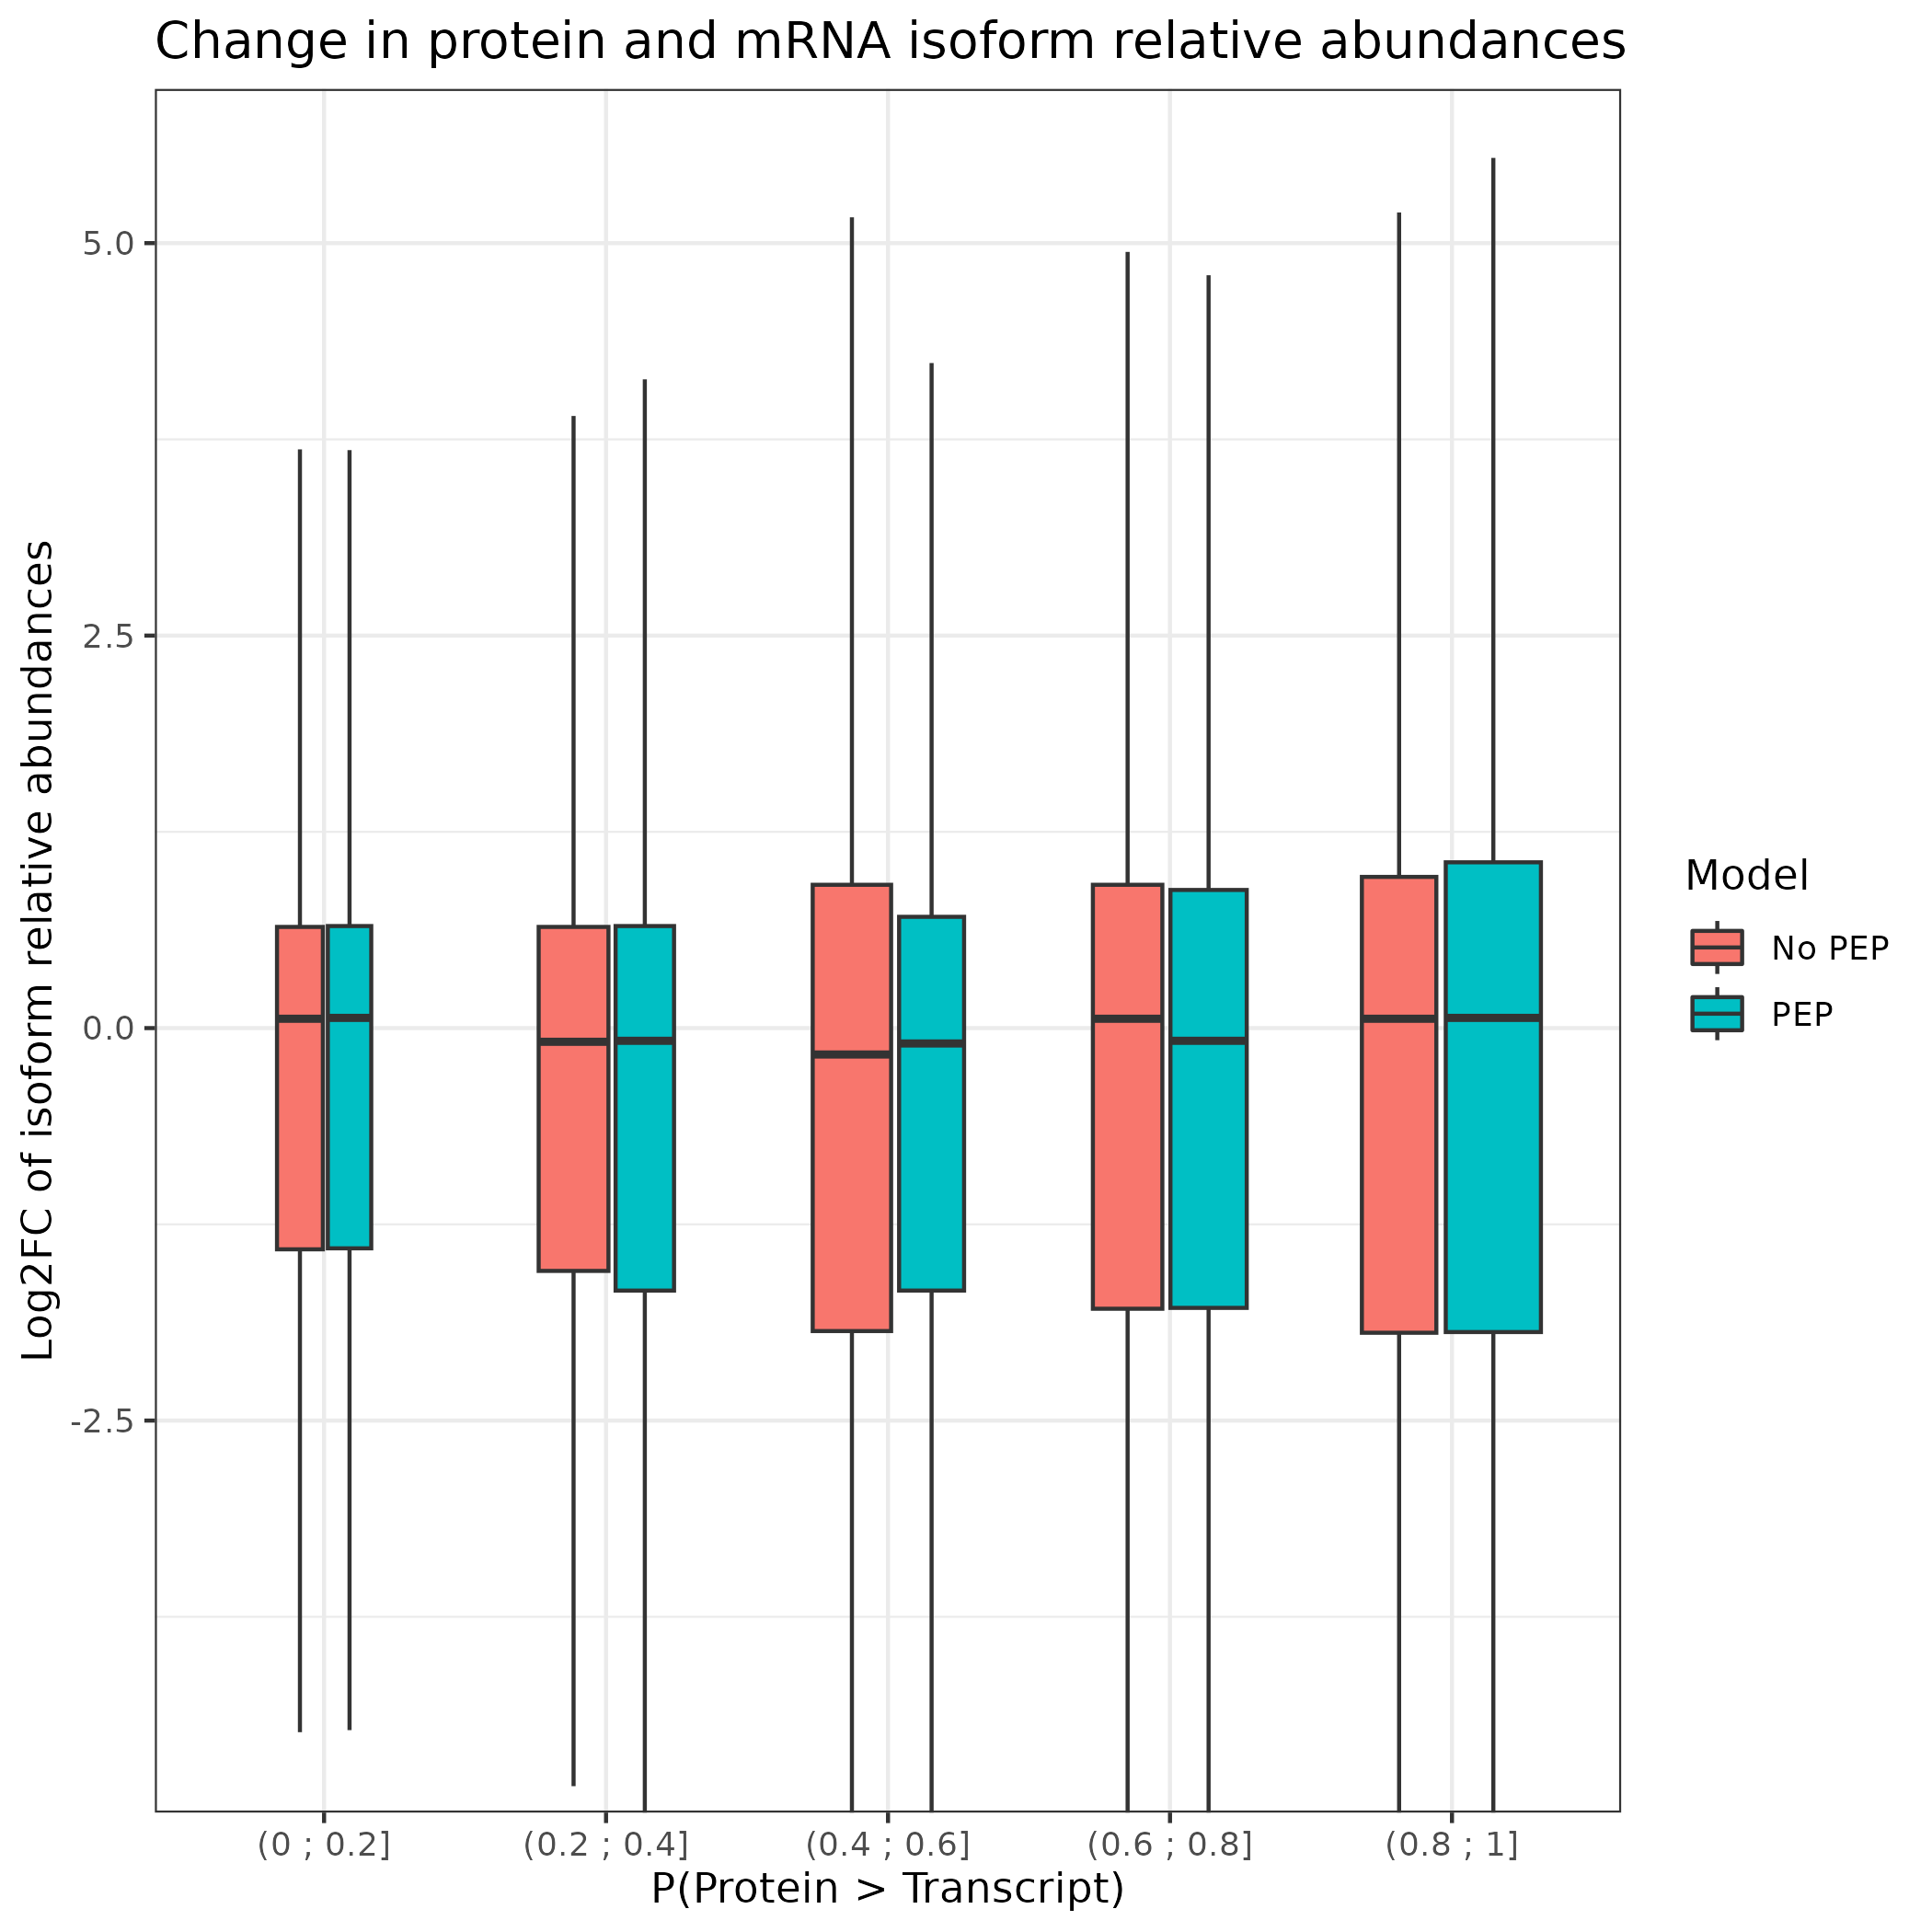 Change in protein and mRNA isoform relative abundances
Log2FC of isoform relative abundances
5.0
2.5
0.0
-2.5
(0 ; 0.2]
(0.2 ; 0.4]
(0.4 ; 0.6]
(0.6 ; 0.8]
(0.8 ; 1]
P(Protein > Transcript)
Model
No PEP
PEP